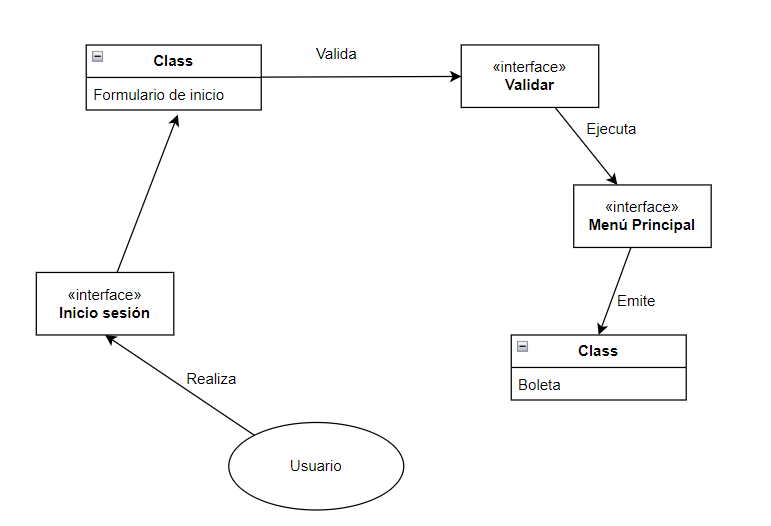 Class
Formulario de inicio
Valida
«interface»
Validar
Ejecuta
«interface»
Menú Principal
Emite
Class
Boleta
«interface»
Inicio sesión
Realiza
Usuario